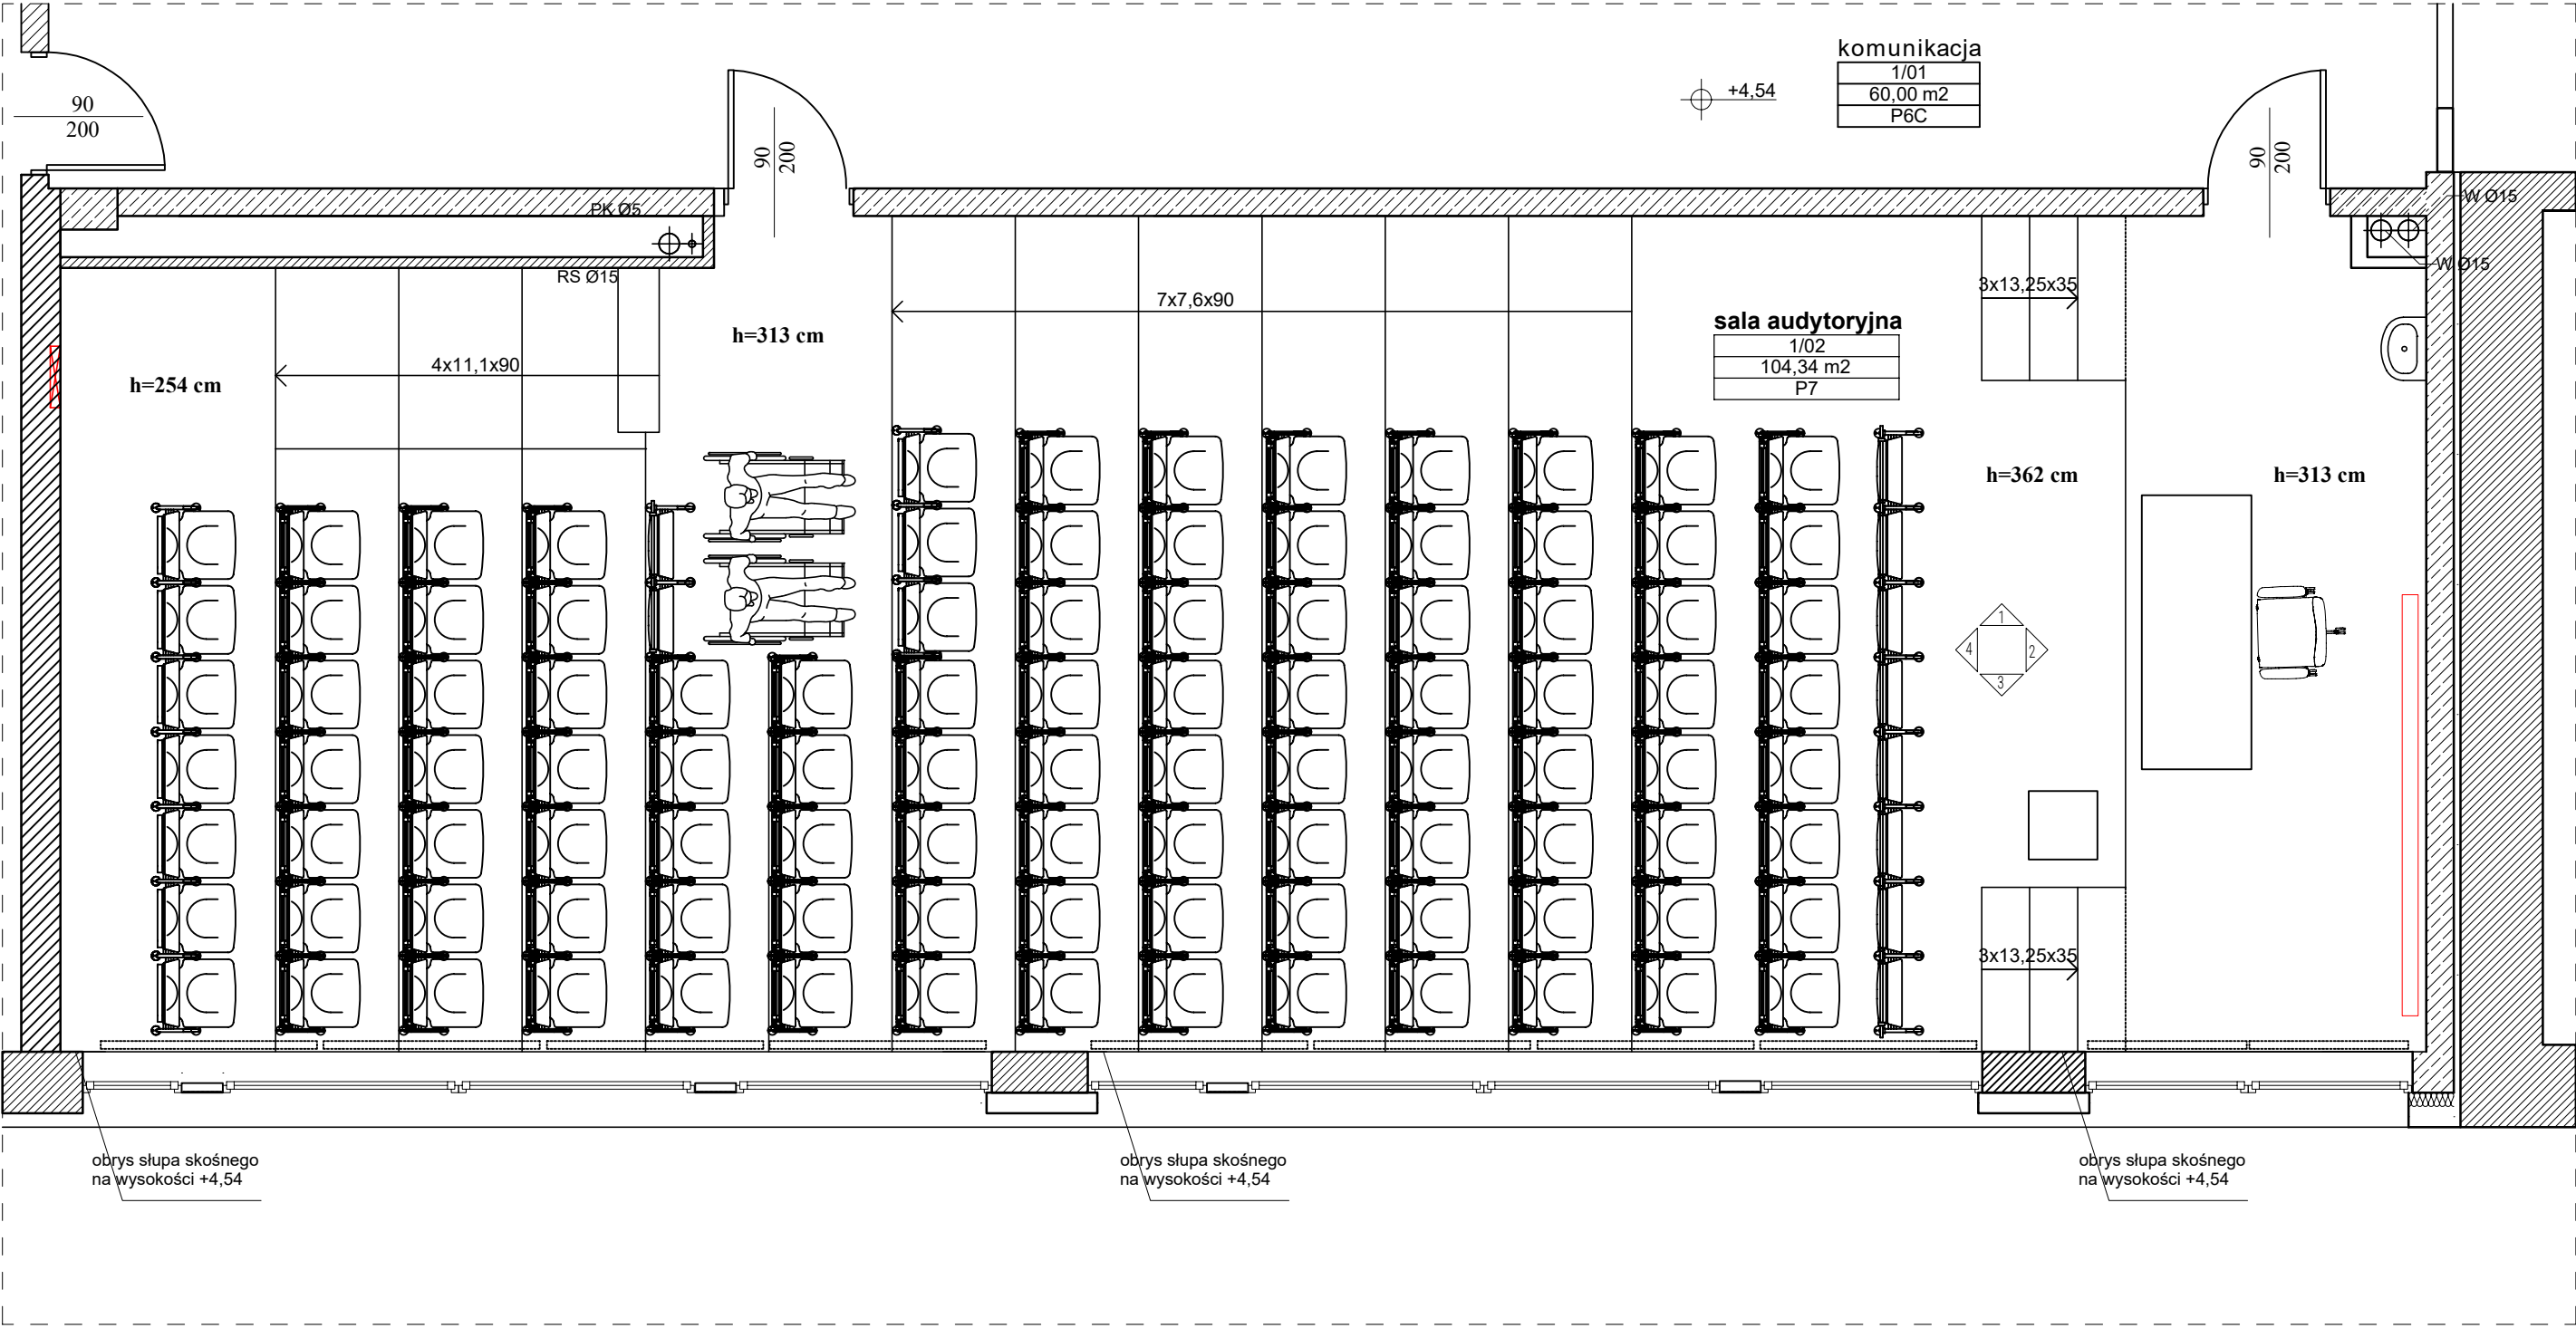 komunikacja
1/01
60,00 m2
P6C
+4,54
90
200
90
200
90
200
PK Ø5
W Ø15
RS Ø15
W Ø15
3x13,25x35
7x7,6x90
h=313 cm
sala audytoryjna
1/02
104,34 m2
P7
4x11,1x90
h=254 cm
h=362 cm
h=313 cm
1
4
2
3
3x13,25x35
obrys słupa skośnego
na wysokości +4,54
obrys słupa skośnego
na wysokości +4,54
obrys słupa skośnego
na wysokości +4,54